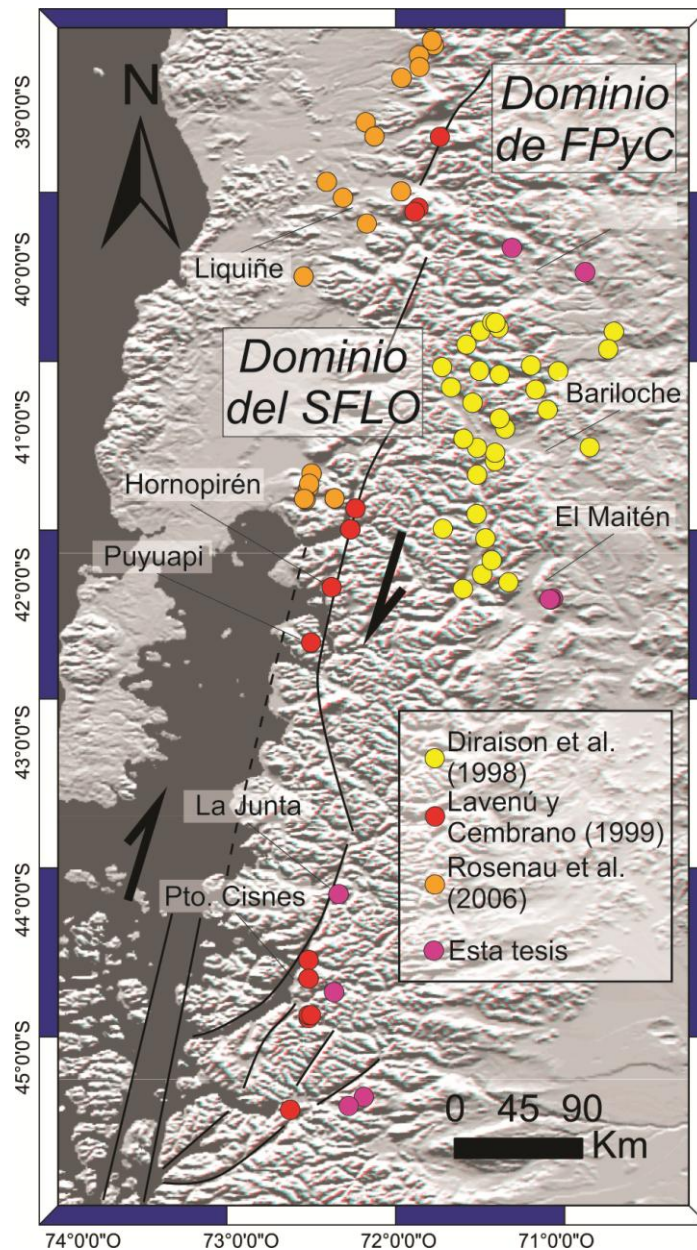 N
Dominio
de FPyC
39°0'0"S
Liquiñe
40°0'0"S
Dominio
del SFLO
Bariloche
41°0'0"S
Hornopirén
El Maitén
Puyuapi
42°0'0"S
43°0'0"S
Diraison et al.
(1998)
Lavenú y
Cembrano (1999)
Rosenau et al.
(2006)
Esta tesis
La Junta
Pto. Cisnes
44°0'0"S
45°0'0"S
0 45 90
Km
74°0'0"O 73°0'0"O 72°0'0"O 71°0'0"O